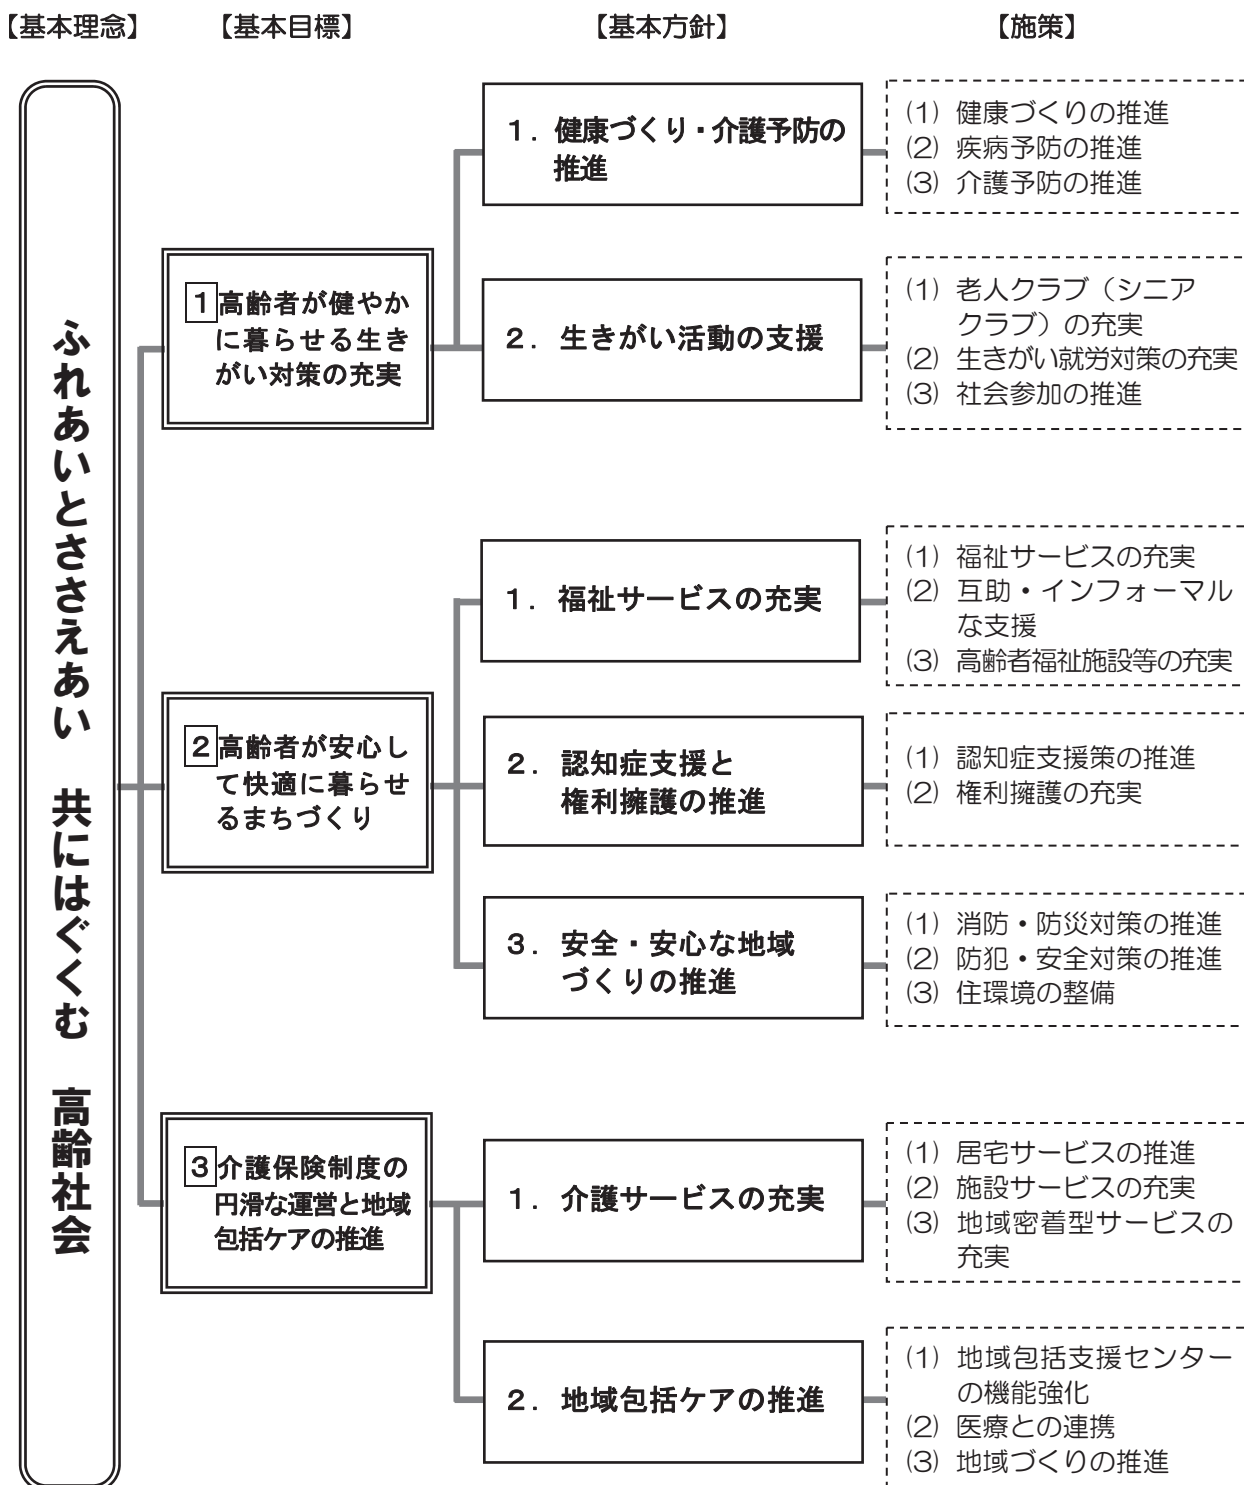 【基本理念】 【基本目標】 【基本方針】 【施策】
ふれあいとささえあい 共にはぐくむ 高齢社会
1 高齢者が健やか
に暮らせる生き
がい対策の充実
1. 健康づくり・介護予防の
推進
(1) 健康づくりの推進
(2) 疾病予防の推進
(3) 介護予防の推進
2. 生きがい活動の支援
(1) 老人クラブ(シニア
クラブ)の充実
(2) 生きがい就労対策の充実
(3) 社会参加の推進
2 高齢者が安心し
て快適に暮らせ
るまちづくり
1. 福祉サービスの充実
(1) 福祉サービスの充実
(2) 互助・インフォーマル
な支援
(3) 高齢者福祉施設等の充実
2. 認知症支援と
権利擁護の推進
(1) 認知症支援策の推進
(2) 権利擁護の充実
3. 安全・安心な地域
づくりの推進
(1) 消防・防災対策の推進
(2) 防犯・安全対策の推進
(3) 住環境の整備
3 介護保険制度の
円滑な運営と地域
包括ケアの推進
1. 介護サービスの充実
(1) 居宅サービスの推進
(2) 施設サービスの充実
(3) 地域密着型サービスの
充実
2. 地域包括ケアの推進
(1) 地域包括支援センター
の機能強化
(2) 医療との連携
(3) 地域づくりの推進